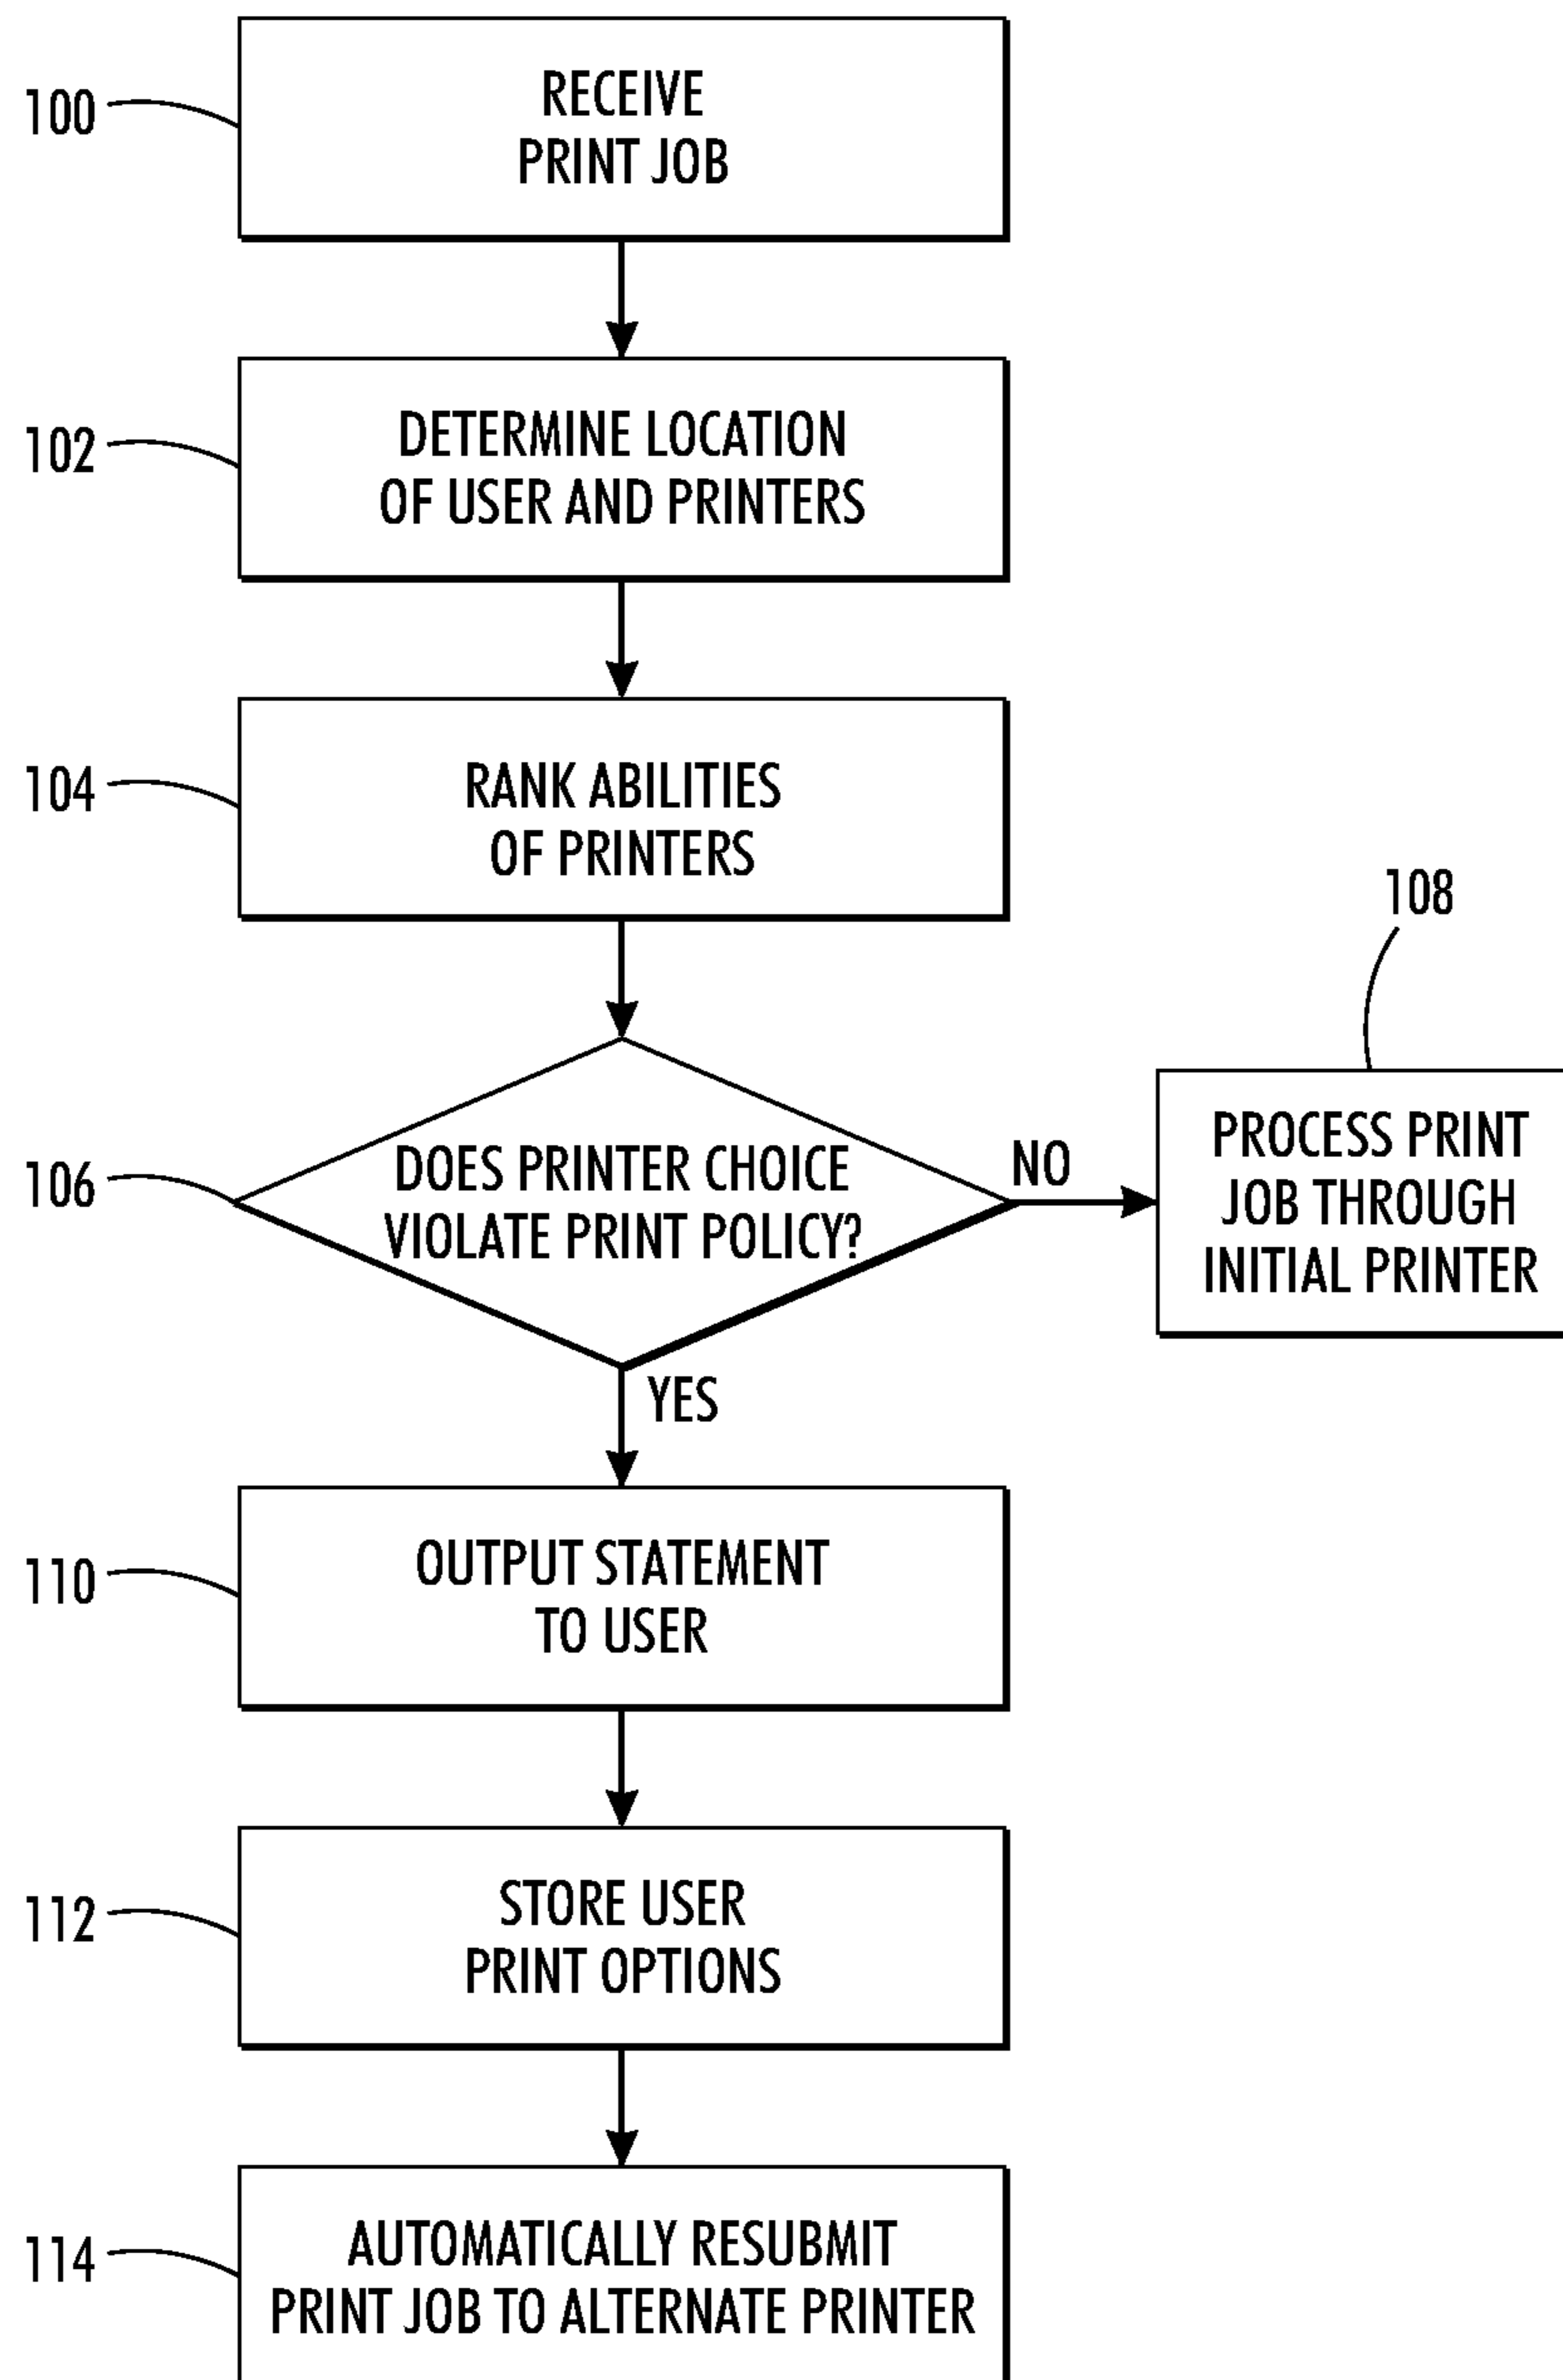 100
RECEIVE
PRINT JOB
102
DETERMINE LOCATION
OF USER AND PRINTERS
104
RANK ABILITIES
OF PRINTERS
106
DOES PRINTER CHOICE
VIOLATE PRINT POLICY?
NO
108
PROCESS PRINT
JOB THROUGH
INITIAL PRINTER
YES
110
OUTPUT STATEMENT
TO USER
112
STORE USER
PRINT OPTIONS
114
AUTOMATICALLY RESUBMIT
PRINT JOB TO ALTERNATE PRINTER